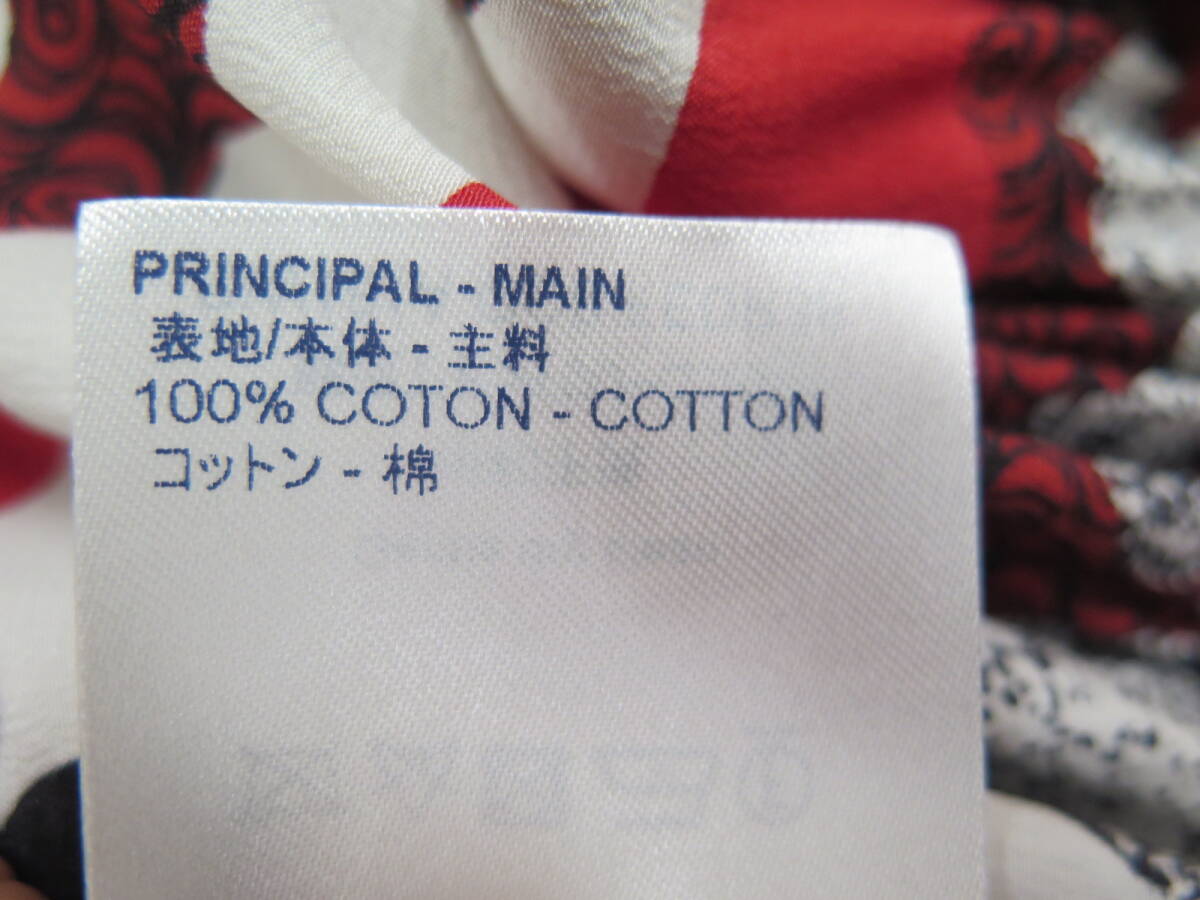 PRINCIPAL - MAIN
表地/本体 - 主料
100% COTON - COTTON
コットン - 棉